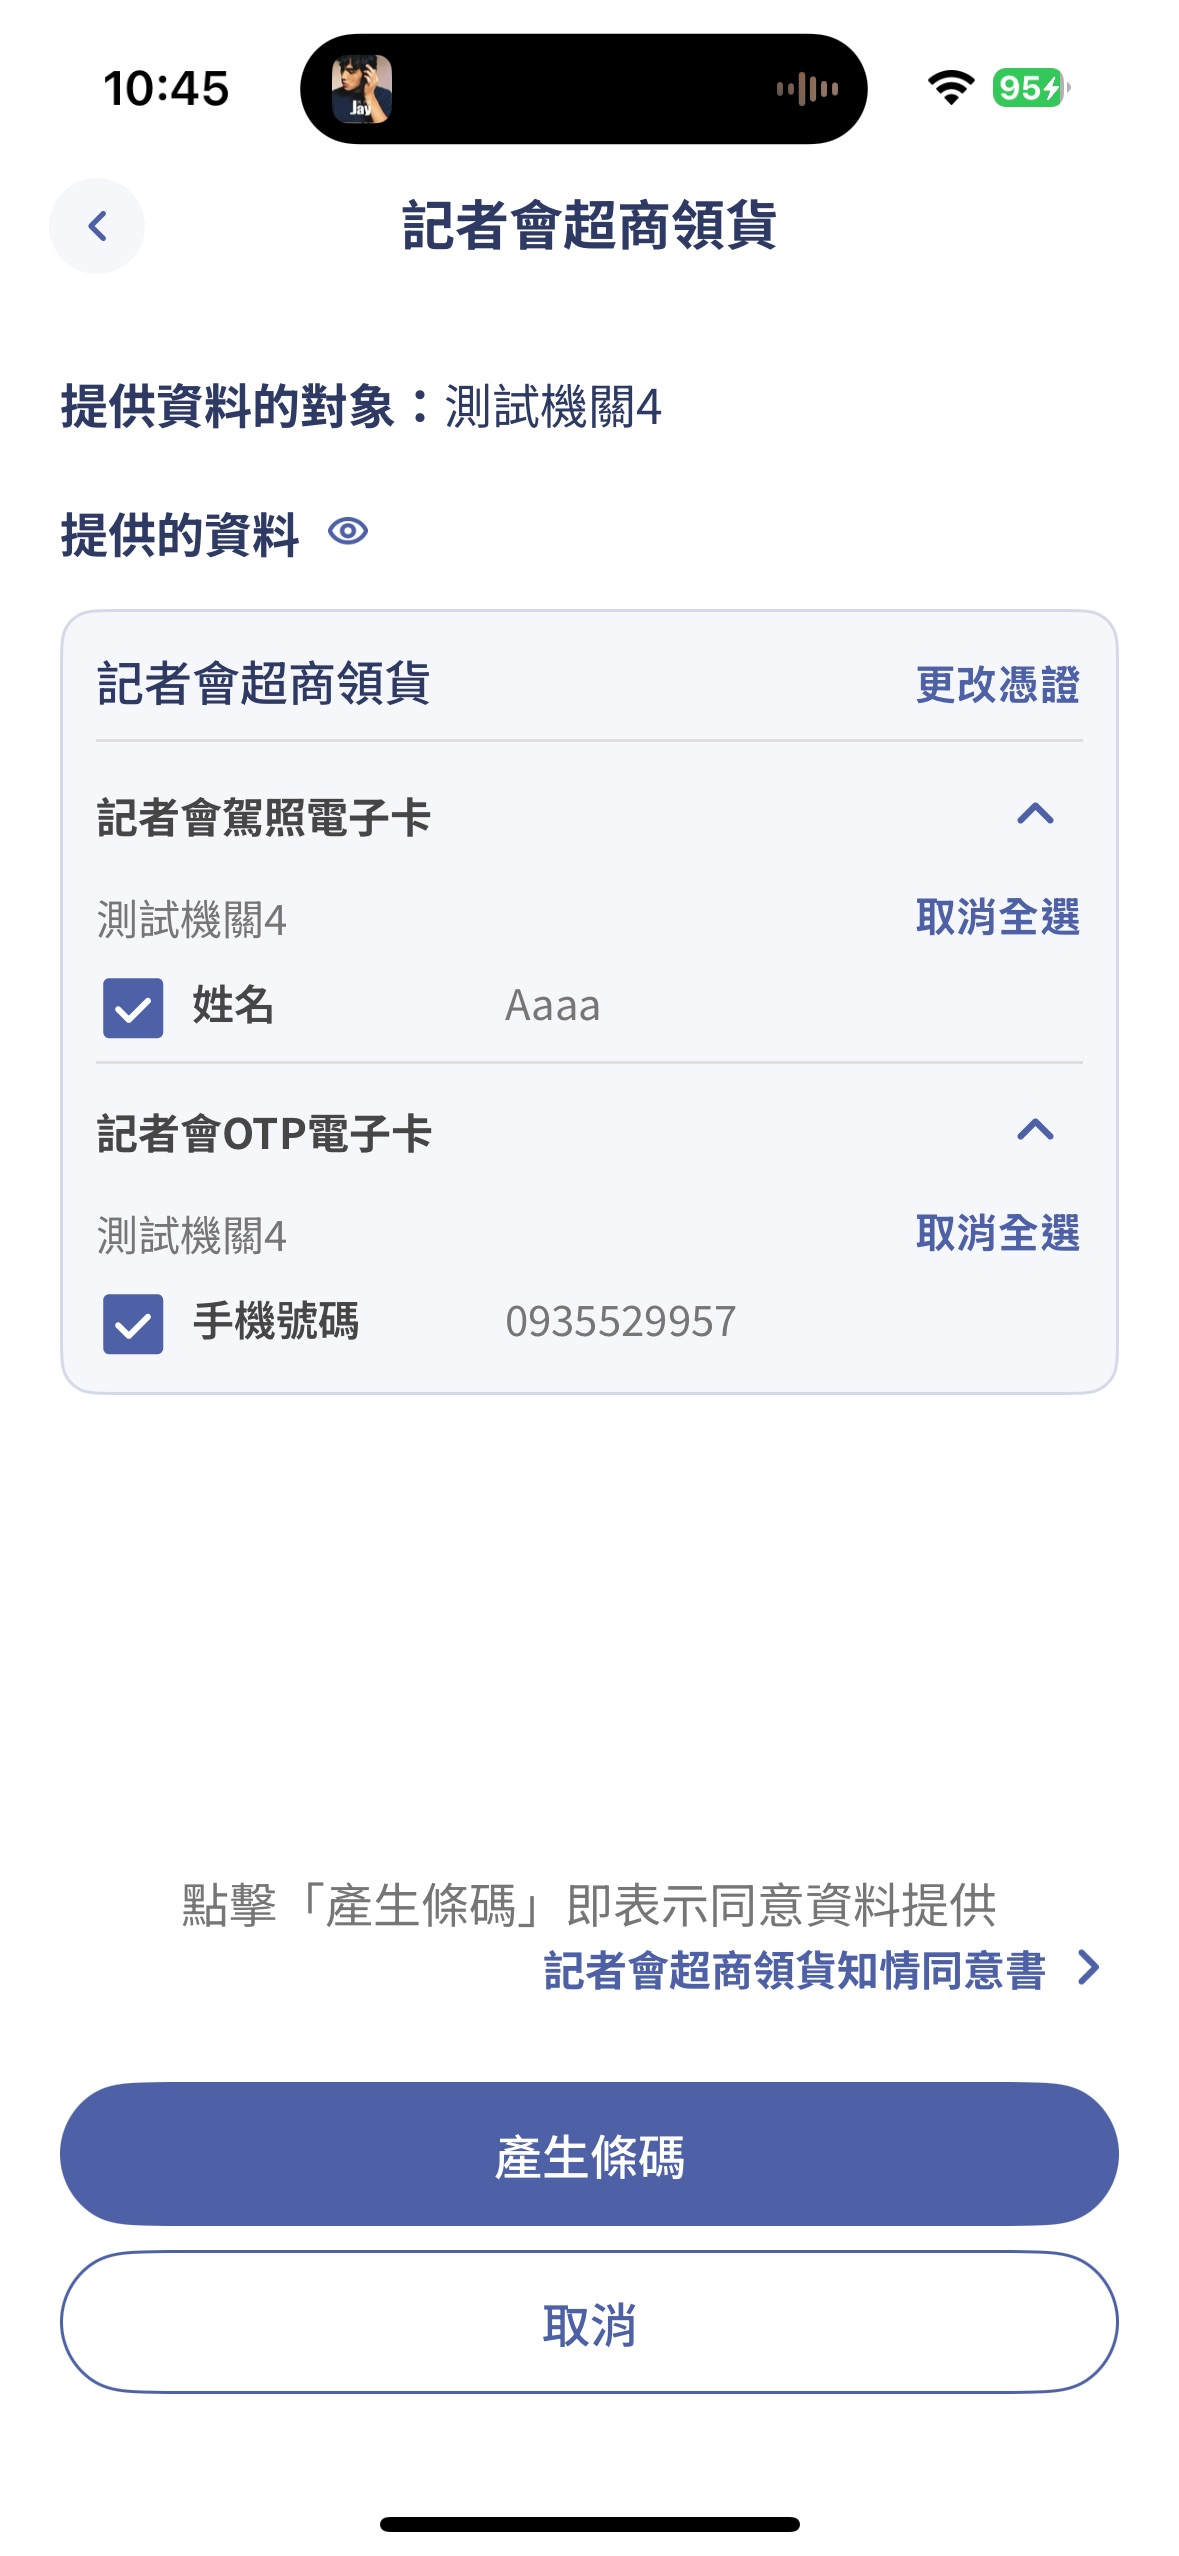 10:45
Jay
95
記者會超商領貨
提供資料的對象：測試機關4
提供的資料
記者會超商領貨 更改憑證
記者會駕照電子卡
測試機關4 取消全選
姓名 Aaaa
記者會OTP電子卡
測試機關4 取消全選
手機號碼 0935529957
點擊「產生條碼」即表示同意資料提供
記者會超商領貨知情同意書
產生條碼
取消